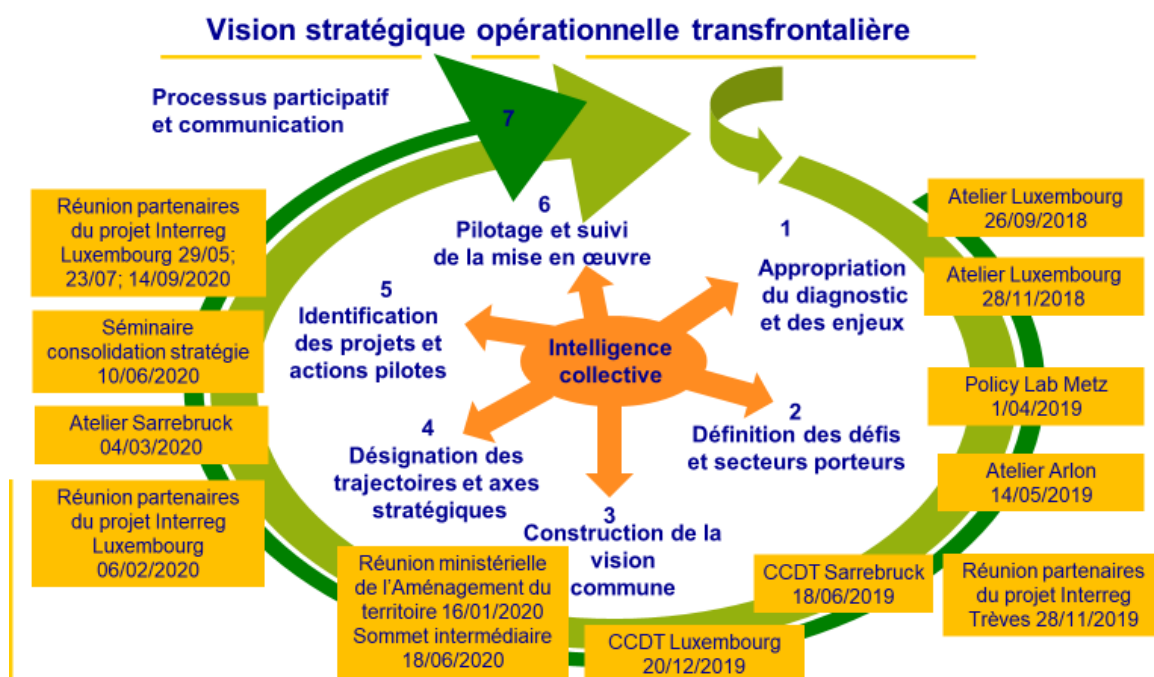 Vision stratégique opérationnelle transfrontalière
Processus participatif
et communication
7
6
Pilotage et suivi
de la mise en œuvre
1
Appropriation
du diagnostic
et des enjeux
5
Identification
des projets et
actions pilotes
Intelligence
collective
2
Définition des défis
et secteurs porteurs
4
Désignation des
trajectoires et axes
stratégiques
3
Construction de la
vision
commune
Atelier Luxembourg
26/09/2018
Atelier Luxembourg
28/11/2018
Policy Lab Metz
1/04/2019
Atelier Arlon
14/05/2019
CCDT Sarrebruck
18/06/2019
Réunion partenaires
du projet Interreg
Trèves 28/11/2019
CCDT Luxembourg
20/12/2019
Réunion ministérielle
de l’Aménagement du
territoire 16/01/2020
Sommet intermédiaire
18/06/2020
Réunion partenaires
du projet Interreg
Luxembourg
06/02/2020
Atelier Sarrebruck
04/03/2020
Séminaire
consolidation stratégie
10/06/2020
Réunion partenaires
du projet Interreg
Luxembourg 29/05;
23/07; 14/09/2020